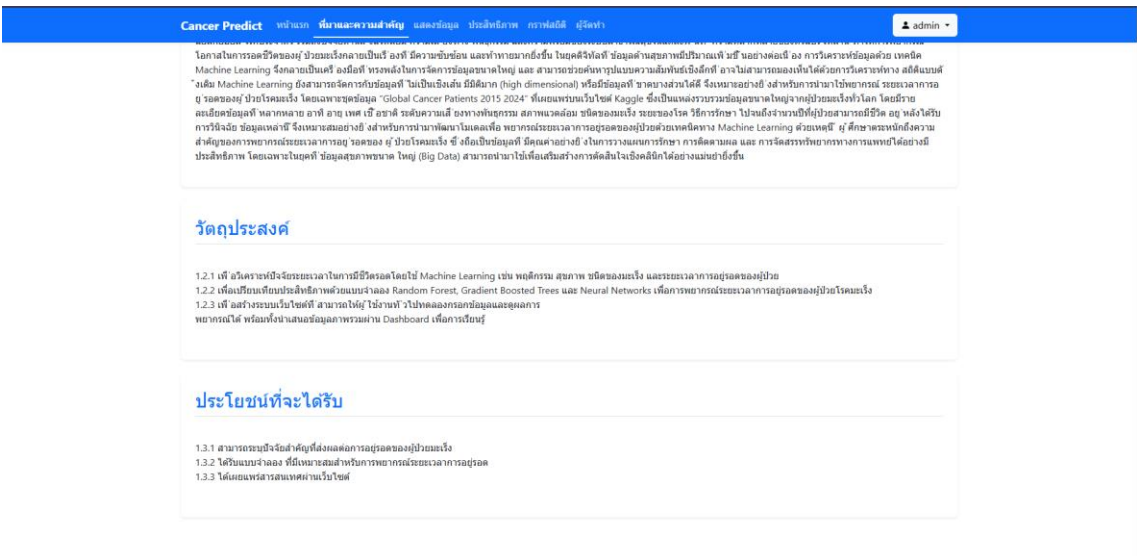 Cancer Predict หน้าแรก ที่มาและความสำคัญ แสดงข้อมูล ประสิทธิภาพ กราฟสถิติ ผู้จัดทำ admin
โอกาสในการรอดชีวิตของผู้ ป่วยมะเร็งกลายเป็นเรื่ องที่ มีความซับซ้อน และท้าทายมากยิ่งขึ้น ในยุคดิจิทัลที่ ข้อมูลด้านสุขภาพมีปริมาณเพิ่ มขึ้ นอย่างต่อเนื่ อง การวิเคราะห์ข้อมูลด้วย เทคนิค
Machine Learning จึงกลายเป็นเครื่ องมือที่ ทรงพลังในการจัดการข้อมูลขนาดใหญ่ และ สามารถช่วยค้นหารูปแบบความสัมพันธ์เชิงลึกที่ อาจไม่สามารถมองเห็นได้ด้วยการวิเคราะห์ทาง สถิติแบบดั
้งเดิม Machine Learning ยังสามารถจัดการกับข้อมูลที่ ไม่เป็นเชิงเส้น มีมิติมาก (high dimensional) หรือมีข้อมูลที่ ขาดบางส่วนได้ดี จึงเหมาะอย่างยิ่ งสำหรับการนำมาใช้พยากรณ์ ระยะเวลาการอ
ยู่ รอดของผู้ ป่วยโรคมะเร็ง โดยเฉพาะชุดข้อมูล "Global Cancer Patients 2015 2024" ที่เผยแพร่บนเว็บไซต์ Kaggle ซึ่งเป็นแหล่งรวบรวมข้อมูลขนาดใหญ่จากผู้ป่วยมะเร็งทั่วโลก โดยมีราย
ละเอียดข้อมูลที่ หลากหลาย อาทิ อายุ เพศ เชื้ อชาติ ระดับความเสี่ ยงทางพันธุกรรม สภาพแวดล้อม ชนิดของมะเร็ง ระยะของโรค วิธีการรักษา ไปจนถึงจำนวนปีที่ผู้ป่วยสามารถมีชีวิต อยู่ หลังได้รับ
การวินิจฉัย ข้อมูลเหล่านี้ จึงเหมาะสมอย่างยิ่ งสำหรับการนำมาพัฒนาโมเดลเพื่อ พยากรณ์ระยะเวลาการอยู่รอดของผู้ป่วยด้วยเทคนิคทาง Machine Learning ด้วยเหตุนี้ ผู้ ศึกษาตระหนักถึงความ
สำคัญของการพยากรณ์ระยะเวลาการอยู่ รอดของ ผู้ ป่วยโรคมะเร็ง ซึ่ งถือเป็นข้อมูลที่ มีคุณค่าอย่างยิ่ งในการวางแผนการรักษา การติดตามผล และ การจัดสรรทรัพยากรทางการแพทย์ได้อย่างมี
ประสิทธิภาพ โดยเฉพาะในยุคที่ ข้อมูลสุขภาพขนาด ใหญ่ (Big Data) สามารถนำมาใช้เพื่อเสริมสร้างการตัดสินใจเชิงคลินิกได้อย่างแม่นยำยิ่งขึ้น
วัตถุประสงค์
1.2.1 เพื่ อวิเคราะห์ปัจจัยระยะเวลาในการมีชีวิตรอดโดยใช้ Machine Learning เช่น พฤติกรรม สุขภาพ ชนิดของมะเร็ง และระยะเวลาการอยู่รอดของผู้ป่วย
1.2.2 เพื่อเปรียบเทียบประสิทธิภาพด้วยแบบจำลอง Random Forest, Gradient Boosted Trees และ Neural Networks เพื่อการพยากรณ์ระยะเวลาการอยู่รอดของผู้ป่วยโรคมะเร็ง
1.2.3 เพื่ อสร้างระบบเว็บไซต์ที่ สามารถให้ผู้ ใช้งานทั่ วไปทดลองกรอกข้อมูลและดูผลการ
พยากรณ์ได้ พร้อมทั้งนำเสนอข้อมูลภาพรวมผ่าน Dashboard เพื่อการเรียนรู้
ประโยชน์ที่จะได้รับ
1.3.1 สามารถระบุปัจจัยสำคัญที่ส่งผลต่อการอยู่รอดของผู้ป่วยมะเร็ง
1.3.2 ได้รับแบบจำลอง ที่มีเหมาะสมสำหรับการพยากรณ์ระยะเวลาการอยู่รอด
1.3.3 ได้เผยแพร่สารสนเทศผ่านเว็บไซต์